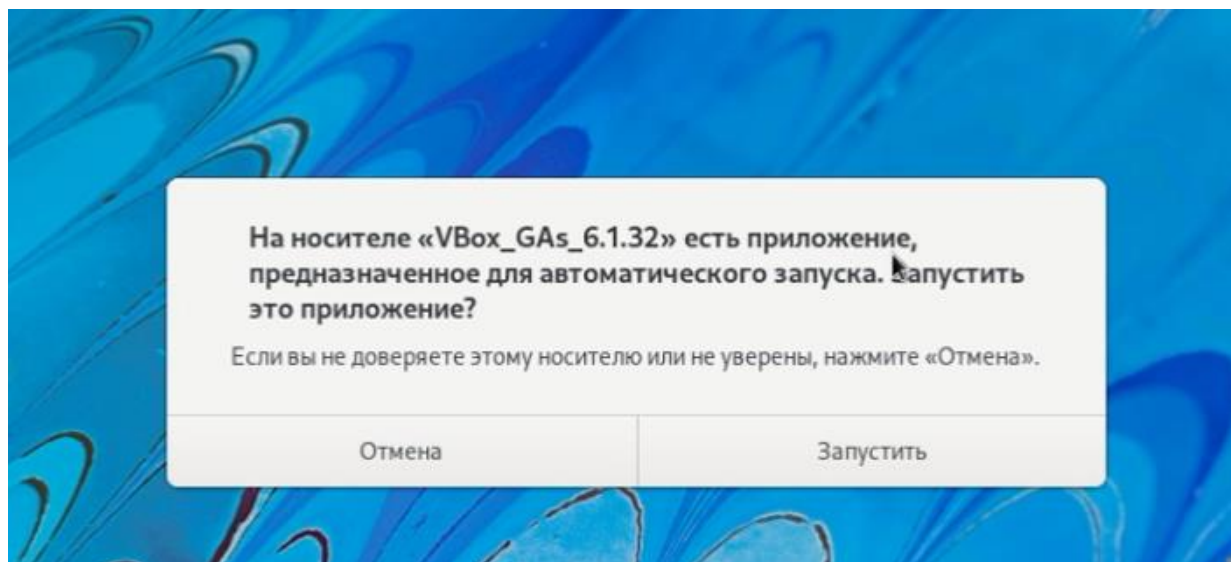 На носителе «VBox_GAs_6.1.32» есть приложение,
предназначенное для автоматического запуска. Запустить
это приложение?
Если вы не доверяете этому носителю или не уверены, нажмите «Отмена».
Отмена
Запустить